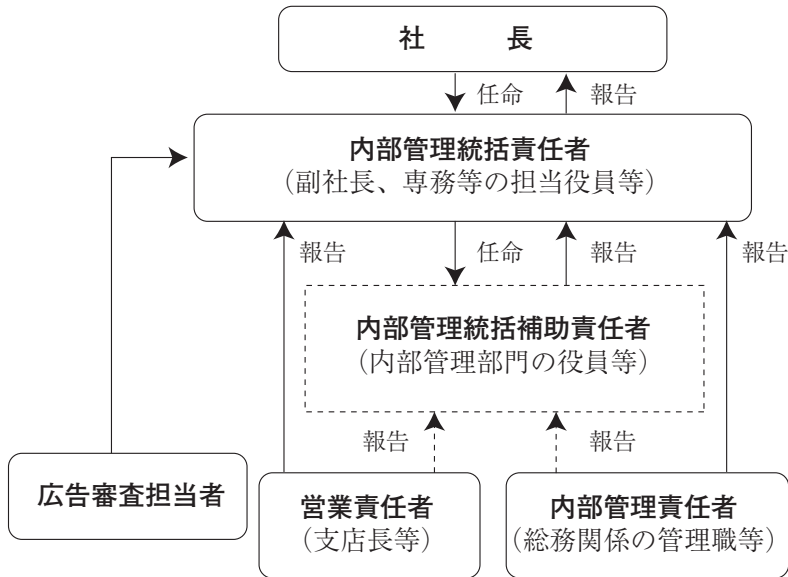 社　　　長
任命
報告
内部管理統括責任者
（副社長、専務等の担当役員等）
報告
任命
報告
報告
内部管理統括補助責任者
（内部管理部門の役員等）
報告
報告
広告審査担当者
営業責任者
（支店長等）
内部管理責任者
（総務関係の管理職等）